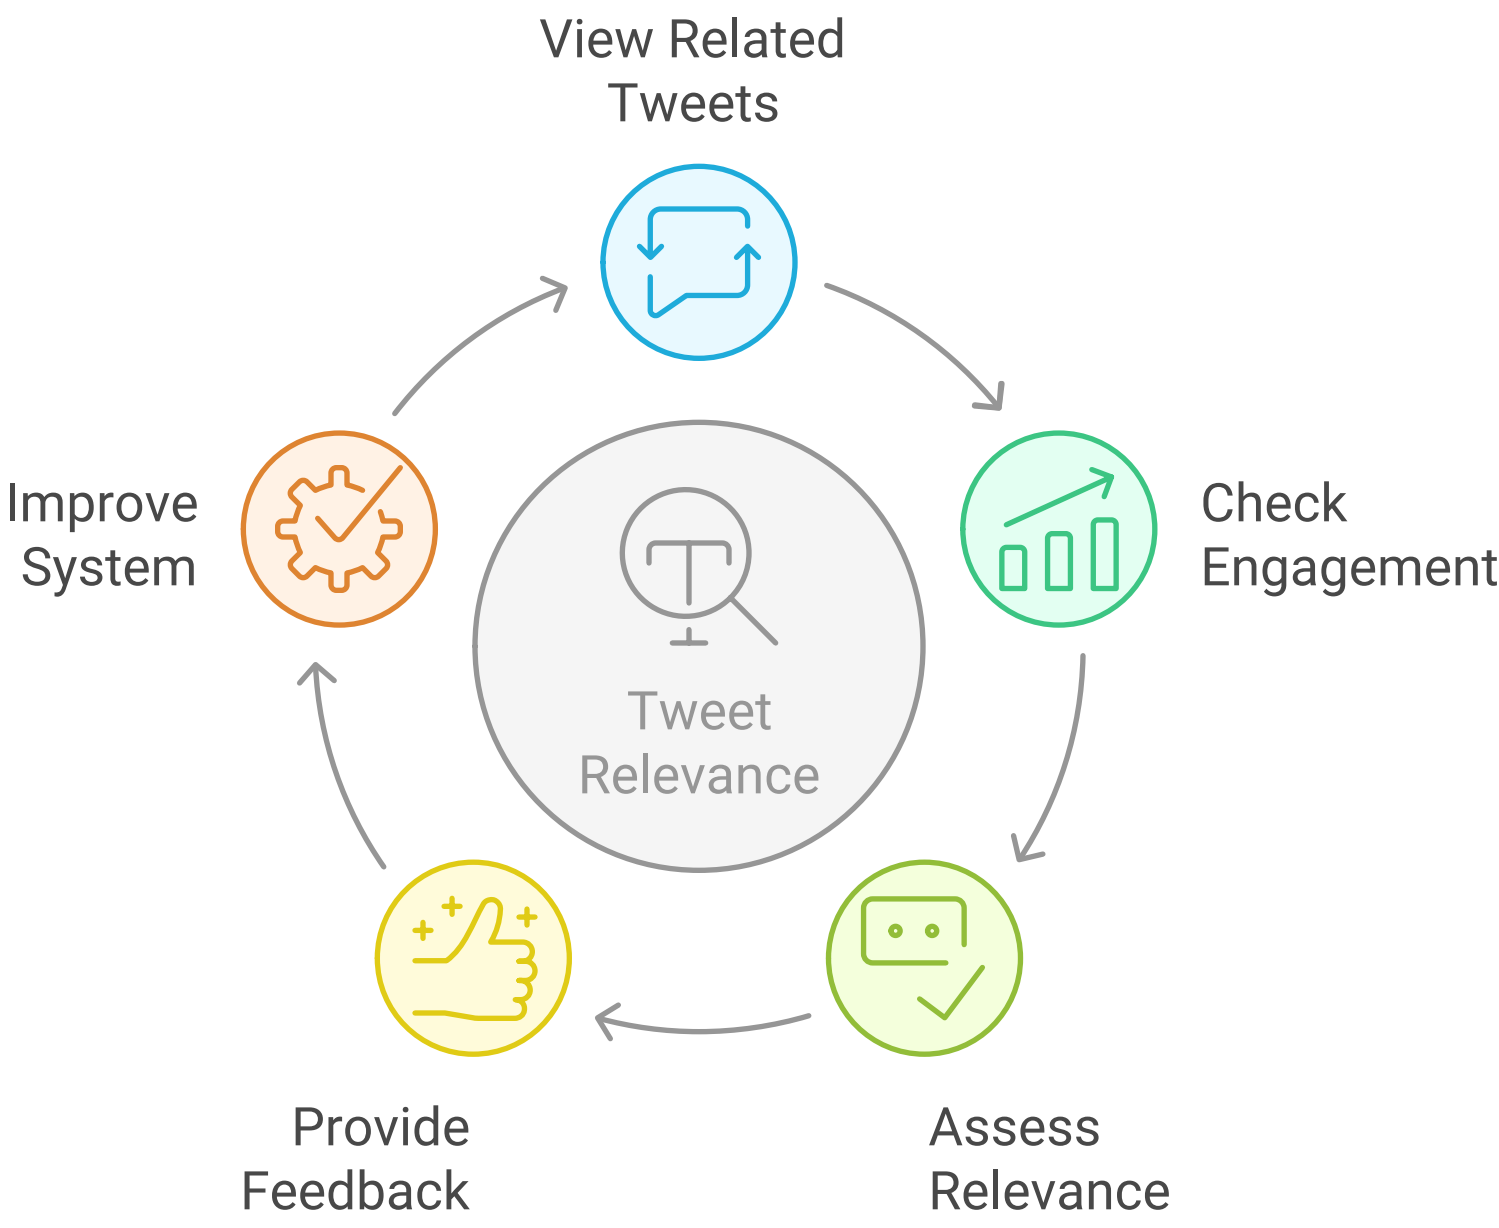 View Related
Tweets
Check
Engagement
Assess
Relevance
Provide
Feedback
Improve
System
Tweet
Relevance